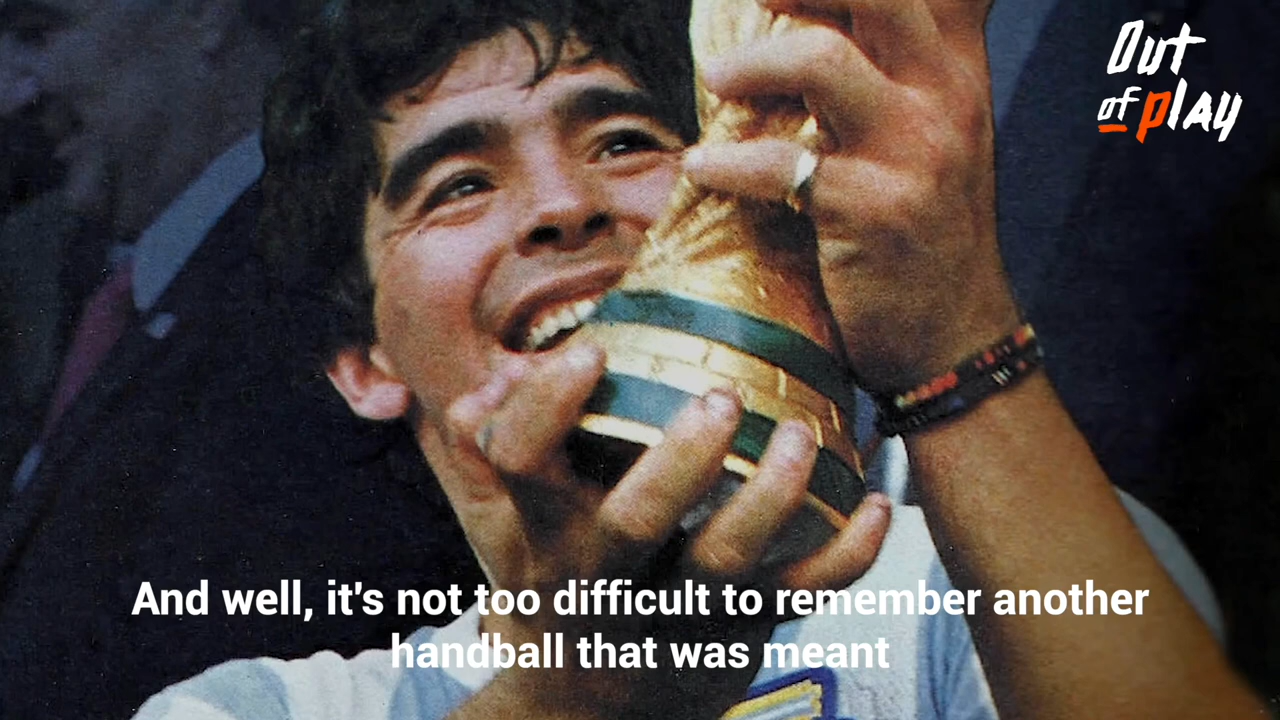 Out
of play
And well, it's not too difficult to remember another
handball that was meant